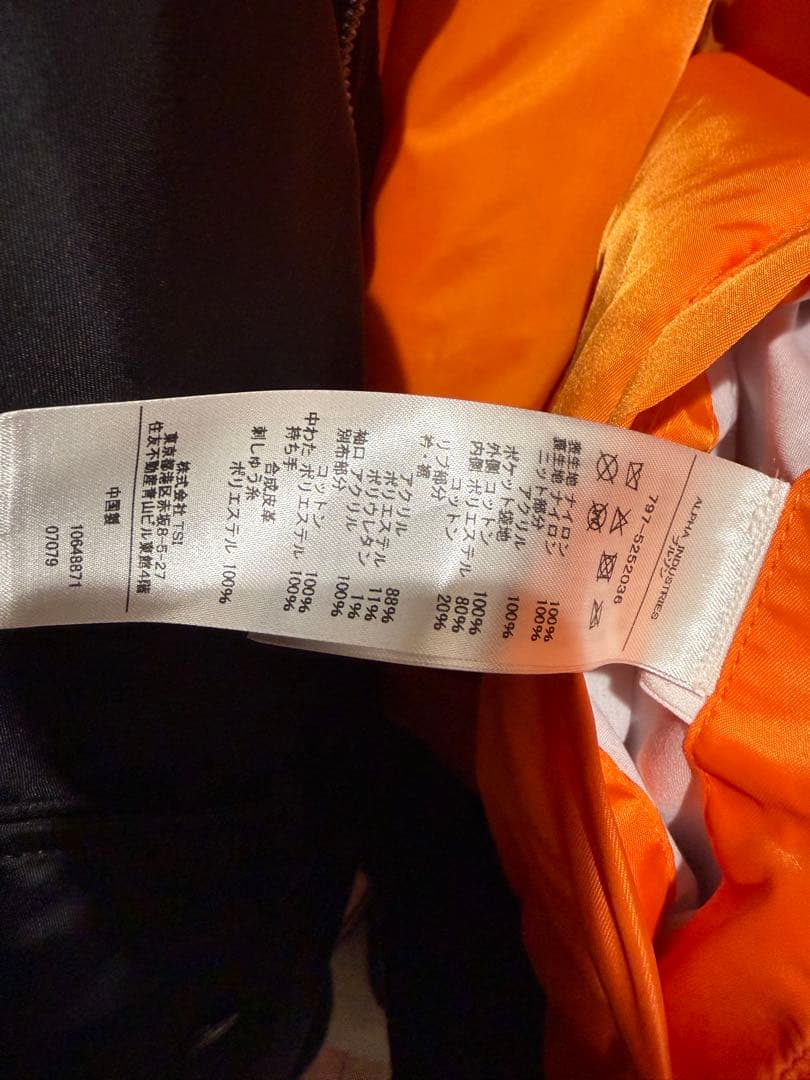 ALPHA INDUSTRIES
ブルゾン
797-5252036
表生地 ナイロン 100%
裏生地 ナイロン 100%
ニット部分
アクリル 100%
ポケット袋地
外側 コットン 100%
内側 ポリエステル 80%
コットン 20%
リブ部分
衿・裾
アクリル 88%
ポリエステル 11%
ポリウレタン 1%
袖口 アクリル 100%
別布部分
コットン 100%
中わた ポリエステル 100%
持ち手
合成皮革
刺しゅう糸
ポリエステル 100%
株式会社 TSI
東京都港区赤坂8-5-27
住友不動産青山ビル東館4階
中国製
10648871
07079